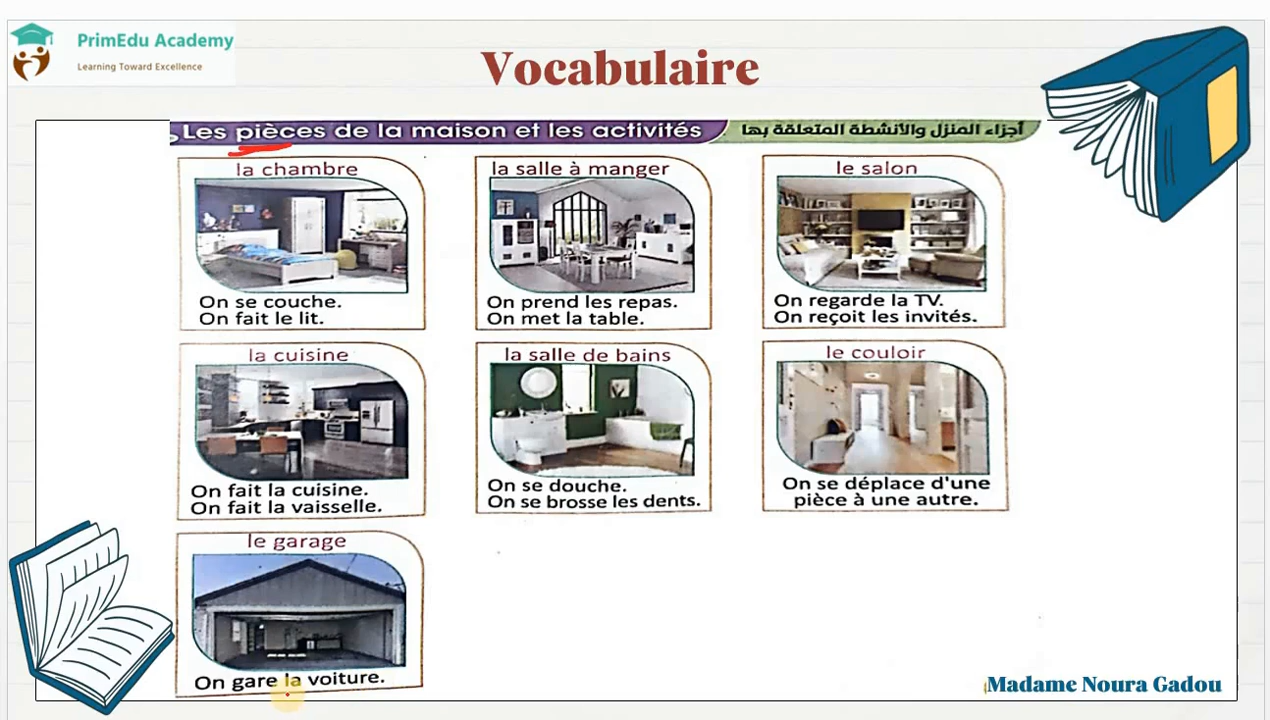 PrimEdu Academy
Learning Toward Excellence
Vocabulaire
Les pièces de la maison et les activités
أجزاء المنزل والأنشطة المتعلقة بها
la chambre
On se couche.
On fait le lit.
la salle à manger
On prend les repas.
On met la table.
le salon
On regarde la TV.
On reçoit les invités.
la cuisine
On fait la cuisine.
On fait la vaisselle.
la salle de bains
On se douche.
On se brosse les dents.
le couloir
On se déplace d'une
pièce à une autre.
le garage
On gare la voiture.
Madame Noura Gadou